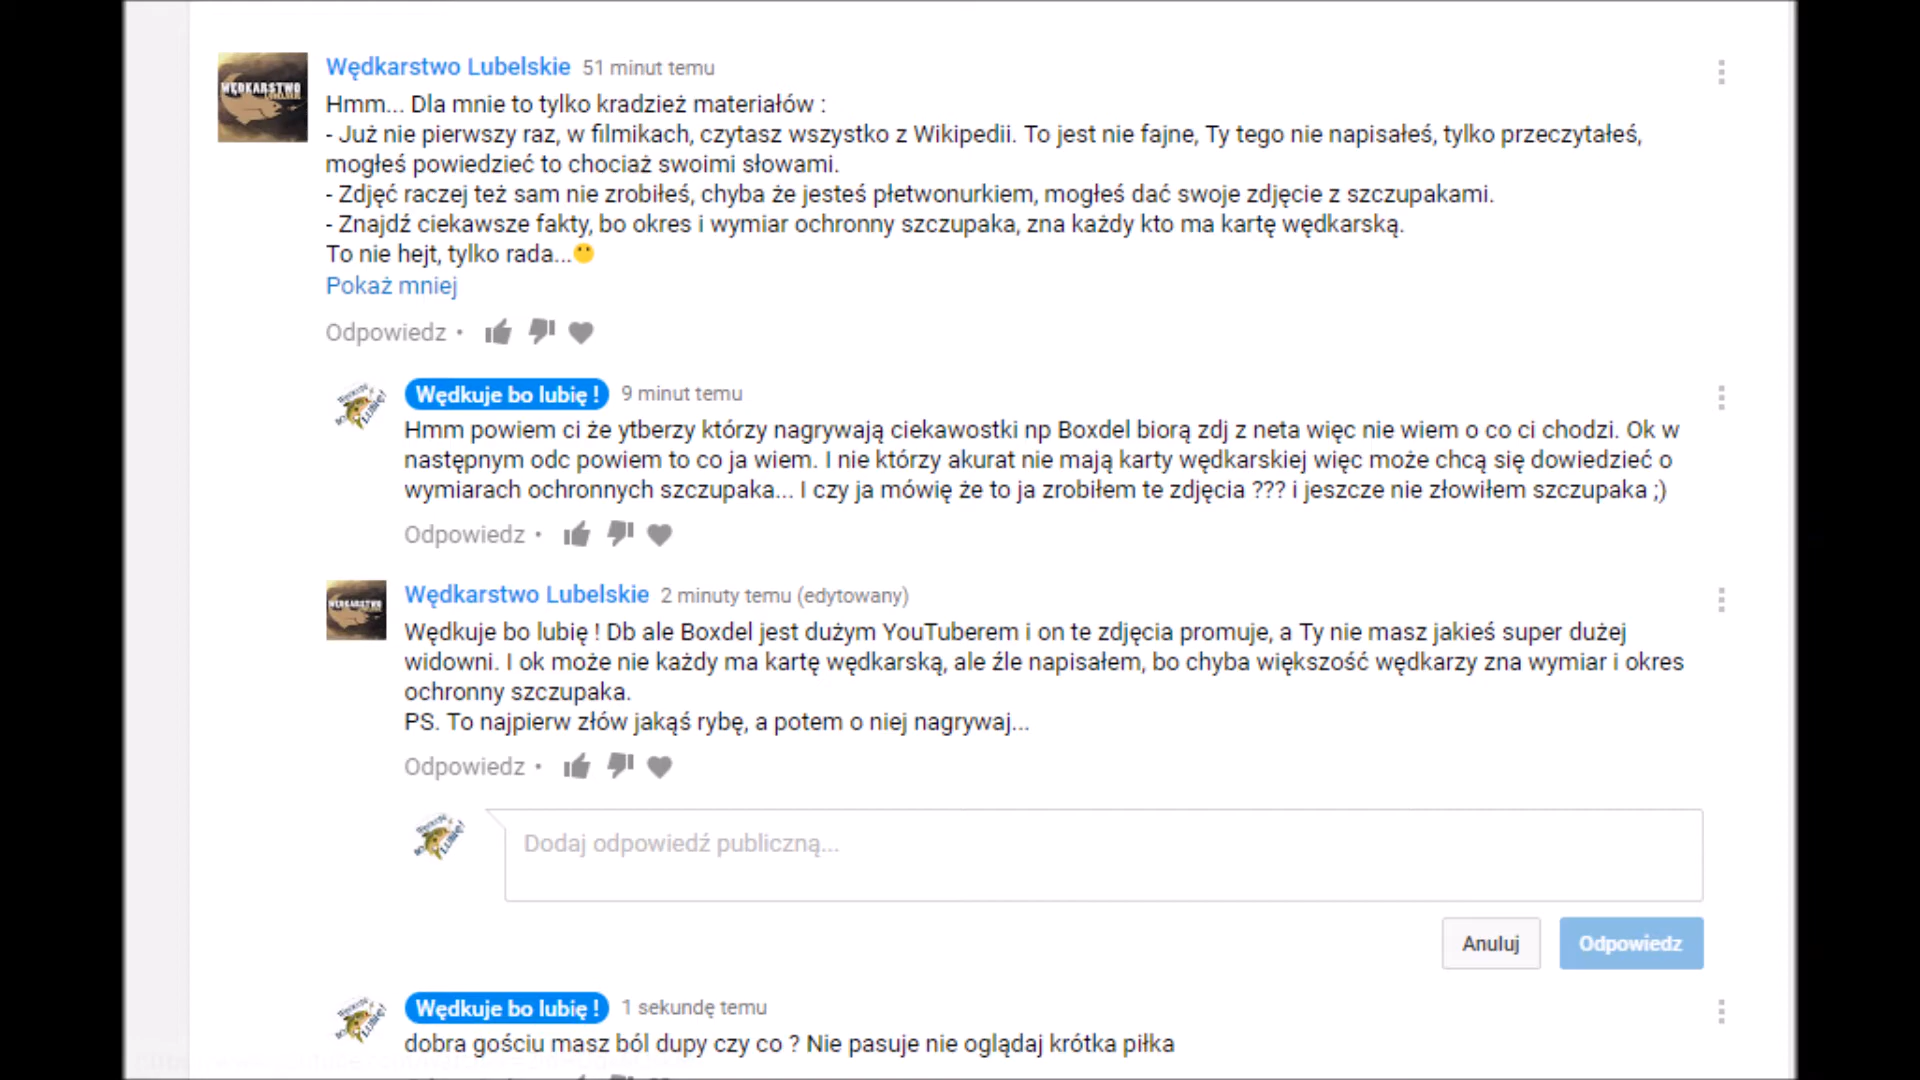 WĘDKARSTWO
Wędkarstwo Lubelskie 51 minut temu
Hmm... Dla mnie to tylko kradzież materiałów :
- Już nie pierwszy raz, w filmikach, czytasz wszystko z Wikipedii. To jest nie fajne, Ty tego nie napisałeś, tylko przeczytałeś,
mogłeś powiedzieć to chociaż swoimi słowami.
- Zdjęć raczej też sam nie zrobiłeś, chyba że jesteś płetwonurkiem, mogłeś dać swoje zdjęcie z szczupakami.
- Znajdź ciekawsze fakty, bo okres i wymiar ochronny szczupaka, zna każdy kto ma kartę wędkarską.
To nie hejt, tylko rada...😶
Pokaż mniej
Odpowiedz •
Wędkuje bo lubię ! 9 minut temu
Hmm powiem ci że ytberzy którzy nagrywają ciekawostki np Boxdel biorą zdj z neta więc nie wiem o co ci chodzi. Ok w
następnym odc powiem to co ja wiem. I nie którzy akurat nie mają karty wędkarskiej więc może chcą się dowiedzieć o
wymiarach ochronnych szczupaka... I czy ja mówię że to ja zrobiłem te zdjęcia ??? i jeszcze nie złowiłem szczupaka ;)
Odpowiedz •
WĘDKARSTWO
Wędkarstwo Lubelskie 2 minuty temu (edytowany)
Wędkuje bo lubię ! Db ale Boxdel jest dużym YouTuberem i on te zdjęcia promuje, a Ty nie masz jakieś super dużej
widowni. I ok może nie każdy ma kartę wędkarską, ale źle napisałem, bo chyba większość wędkarzy zna wymiar i okres
ochronny szczupaka.
PS. To najpierw złów jakąś rybę, a potem o niej nagrywaj...
Odpowiedz •
Dodaj odpowiedź publiczną...
Anuluj Odpowiedz
Wędkuje bo lubię ! 1 sekundę temu
dobra gościu masz ból dupy czy co ? Nie pasuje nie oglądaj krótka piłka